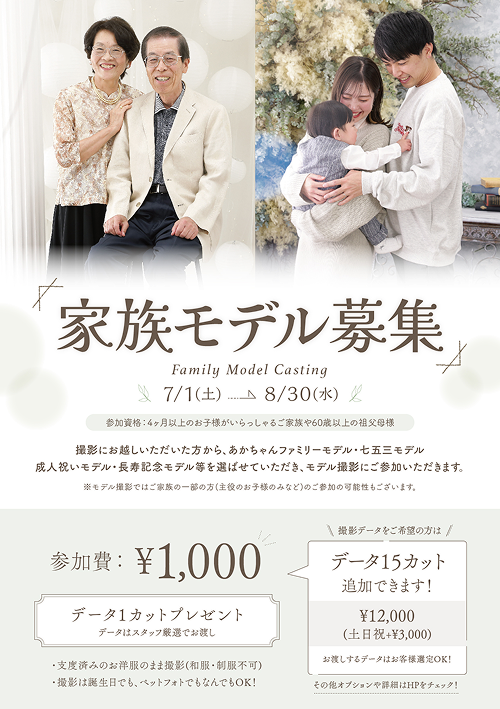 家族モデル募集
Family Model Casting
7/1(土) 8/30(水)
参加資格：4ヶ月以上のお子様がいらっしゃるご家族や60歳以上の祖父母様
撮影にお越しいただいた方から、あかちゃんファミリーモデル・七五三モデル
成人祝いモデル・長寿記念モデル等を選ばせていただき、モデル撮影にご参加いただきます。
※モデル撮影ではご家族の一部の方(主役のお子様のみなど)のご参加の可能性もございます。
参加費：¥1,000
データ1カットプレゼント
データはスタッフ厳選でお渡し
・支度済みのお洋服のまま撮影(和服・制服不可)
・撮影は誕生日でも、ペットフォトでもなんでもOK！
撮影データをご希望の方は
データ15カット
追加できます！
¥12,000
(土日祝+¥3,000)
お渡しするデータはお客様選定OK！
その他オプションや詳細はHPをチェック！